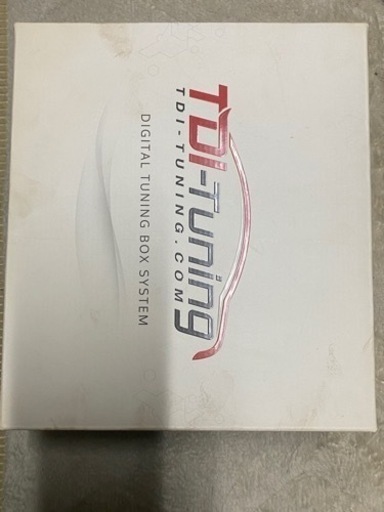 TDI-Tuning
TDI-TUNING.COM
DIGITAL TUNING BOX SYSTEM